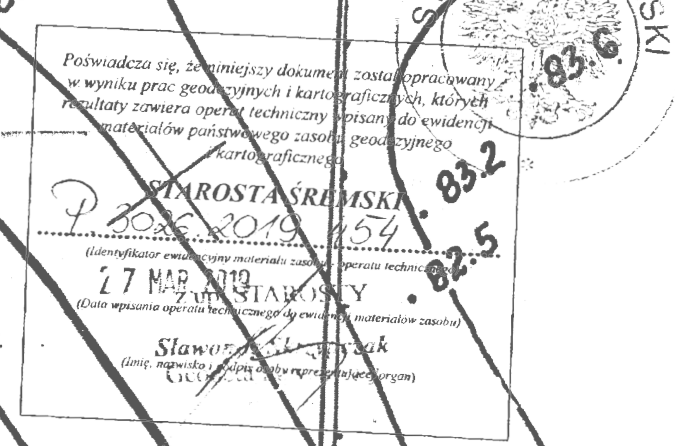 Poświadcza się, że niniejszy dokument został opracowany
w wyniku prac geodezyjnych i kartograficznych, których
rezultaty zawiera operat techniczny wpisany do ewidencji
materiałów państwowego zasobu geodezyjnego
i kartograficznego
STAROSTA ŚREMSKI
P. 3026.2019. 454
(Identyfikator ewidencyjny materiału zasobu - operatu technicznego)
27 MAR. 2019
z up. STAROSTY
(Data wpisania operatu technicznego do ewidencji materiałów zasobu)
(Imię, nazwisko i podpis osoby reprezentującej organ)
83.6
83.2
82.5
SKI